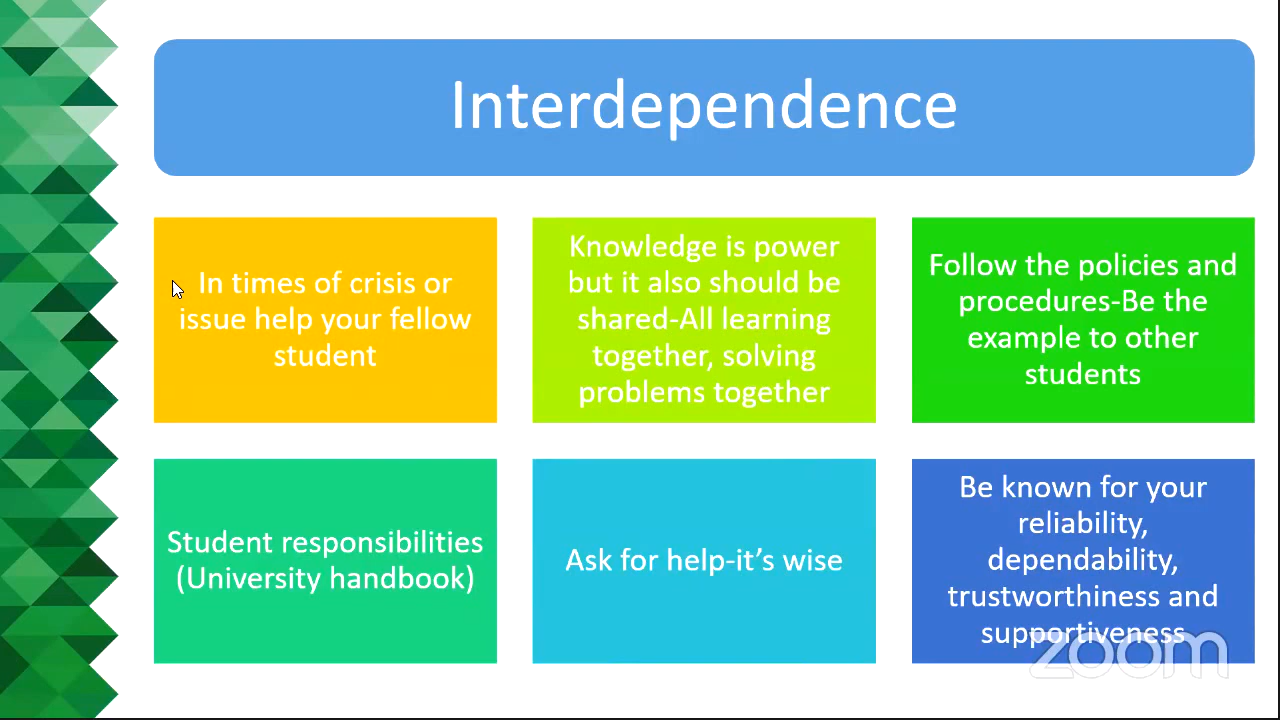 Interdependence
In times of crisis or
issue help your fellow
student
Knowledge is power
but it also should be
shared-All learning
together, solving
problems together
Follow the policies and
procedures-Be the
example to other
students
Student responsibilities
(University handbook)
Ask for help-it’s wise
Be known for your
reliability,
dependability,
trustworthiness and
supportiveness
zoom